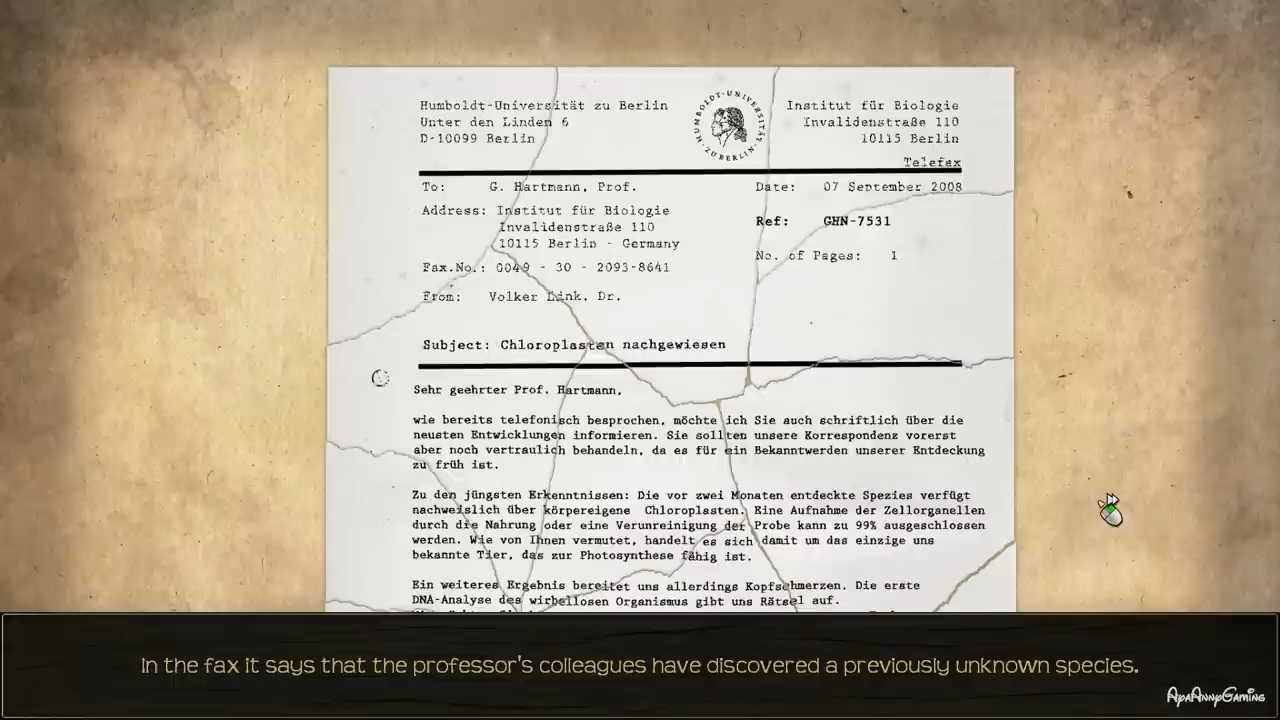 Humboldt-Universität zu Berlin
Unter den Linden 6
D-10099 Berlin
HUMBOLDT-UNIVERSITÄT
ZU BERLIN
Institut für Biologie
Invalidenstraße 110
10115 Berlin
Telefax
To: G. Hartmann, Prof.
Date: 07 September 2008
Address: Institut für Biologie
Invalidenstraße 110
10115 Berlin - Germany
Ref: GHN-7531
No. of Pages: 1
Fax.No.: 0049 - 30 - 2093-8641
From: Volker Link, Dr.
Subject: Chloroplasten nachgewiesen
Sehr geehrter Prof. Hartmann,
wie bereits telefonisch besprochen, möchte ich Sie auch schriftlich über die
neusten Entwicklungen informieren. Sie sollten unsere Korrespondenz vorerst
aber noch vertraulich behandeln, da es für ein Bekanntwerden unserer Entdeckung
zu früh ist.
Zu den jüngsten Erkenntnissen: Die vor zwei Monaten entdeckte Spezies verfügt
nachweislich über körpereigene Chloroplasten. Eine Aufnahme der Zellorganellen
durch die Nahrung oder eine Verunreinigung der Probe kann zu 99% ausgeschlossen
werden. Wie von Ihnen vermutet, handelt es sich damit um das einzige uns
bekannte Tier, das zur Photosynthese fähig ist.
Ein weiteres Ergebnis bereitet uns allerdings Kopfschmerzen. Die erste
DNA-Analyse des wirbellosen Organismus gibt uns Rätsel auf.
In the fax it says that the professor's colleagues have discovered a previously unknown species.
AyaAnnyGaming